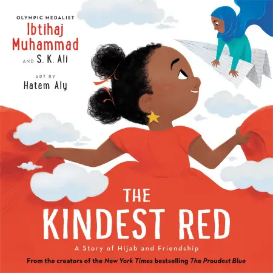 OLYMPIC MEDALIST
Ibtihaj
Muhammad
AND S. K. Ali
ART BY
Hatem Aly
THE
KINDEST RED
A Story of Hijab and Friendship
From the creators of the New York Times bestselling The Proudest Blue